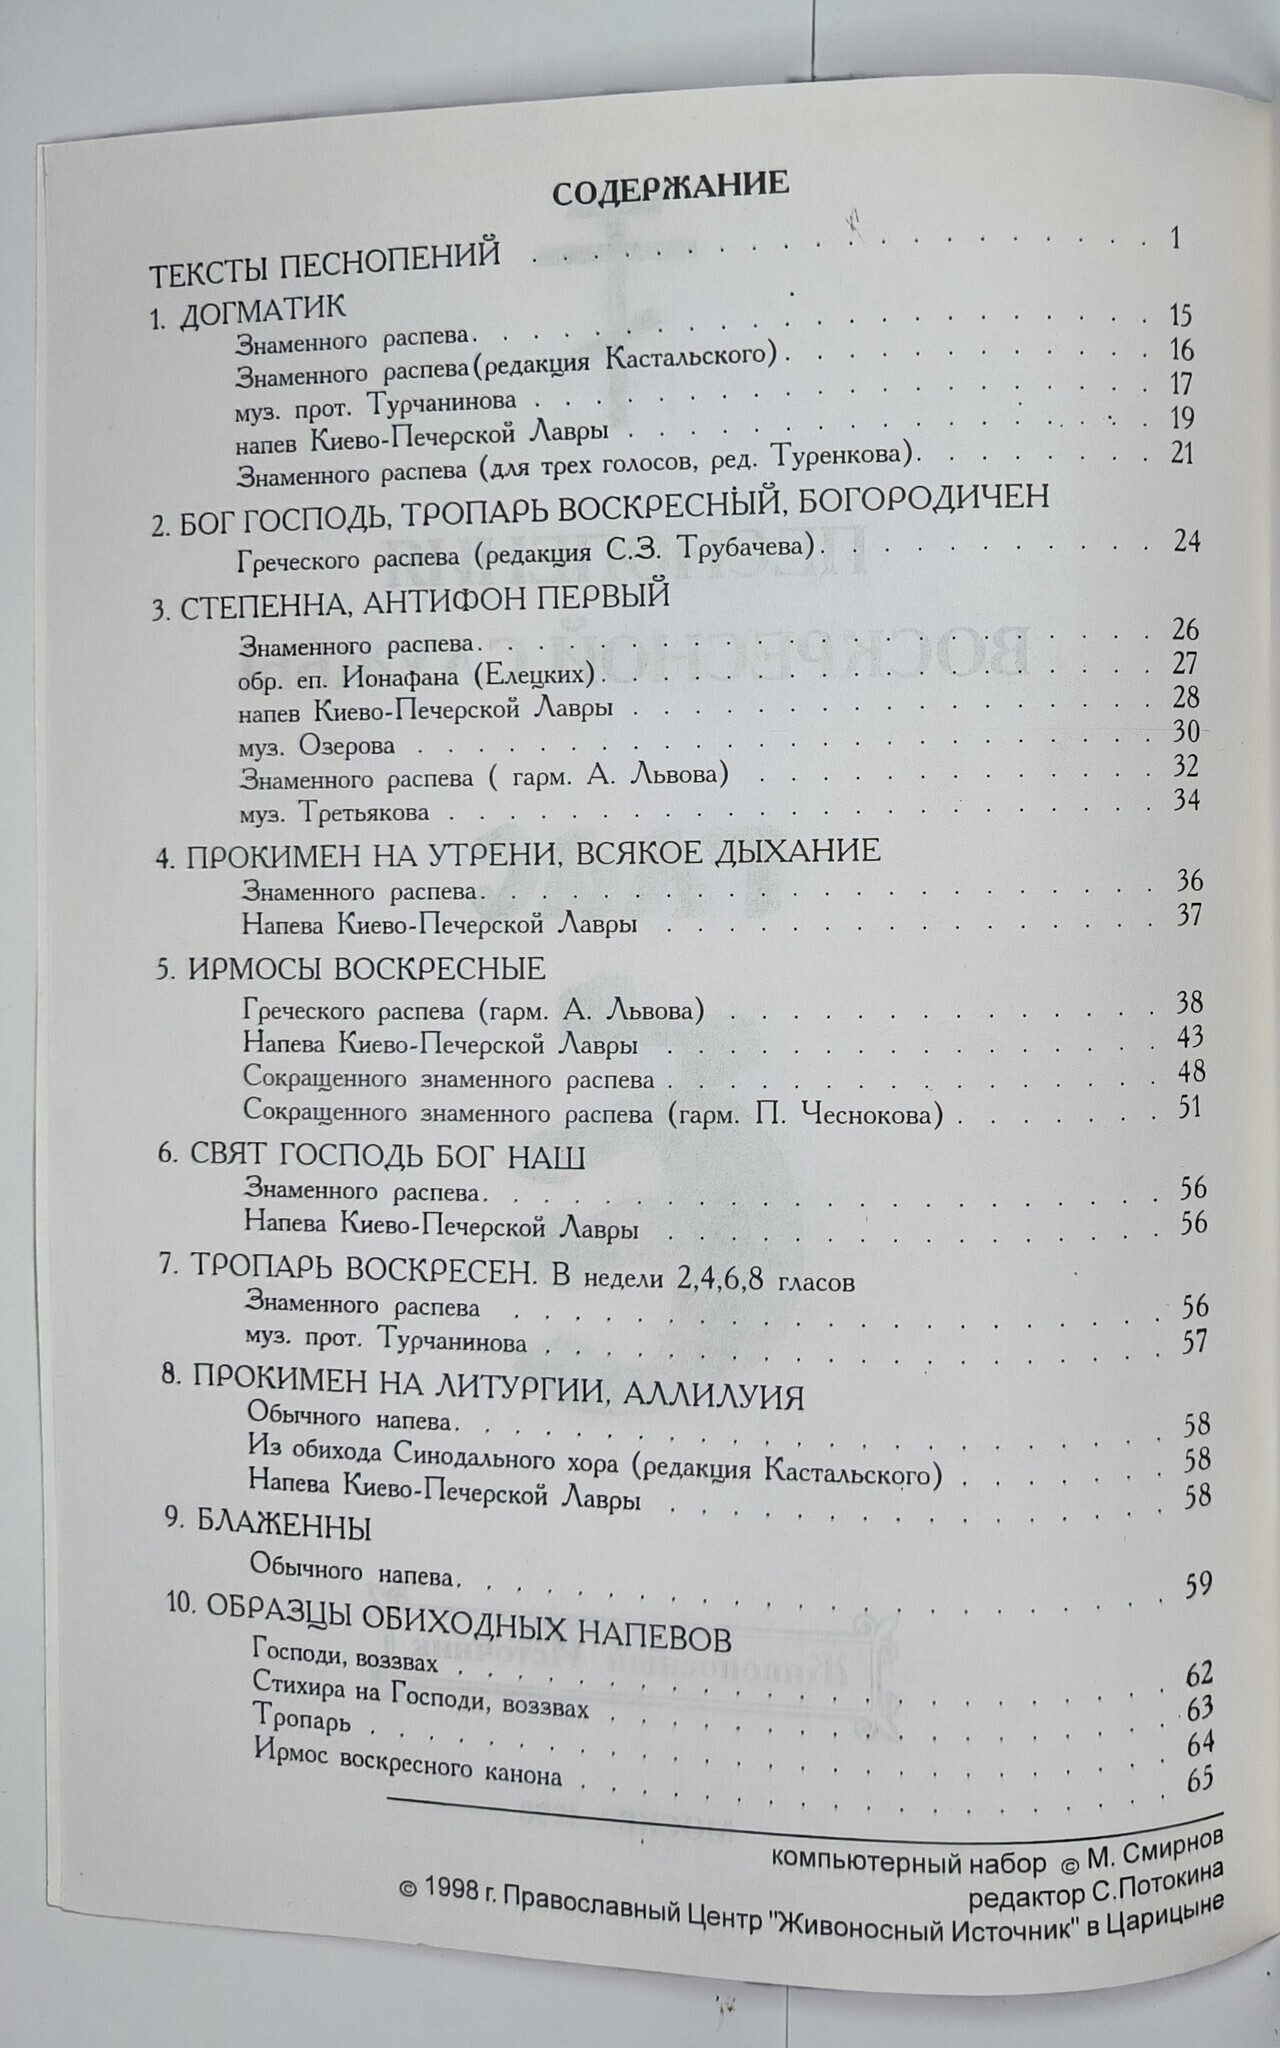 СОДЕРЖАНИЕ
ТЕКСТЫ ПЕСНОПЕНИЙ . . . . . . . . . . . . . . . . . . . . 1
1. ДОГМАТИК
Знаменного распева. . . . . . . . . . . . . . . . . . . . . 15
Знаменного распева (редакция Кастальского). . . . . . . . . . . . 16
муз. прот. Турчанинова . . . . . . . . . . . . . . . . . . . . 17
напев Киево-Печерской Лавры . . . . . . . . . . . . . . . . . 19
Знаменного распева (для трех голосов, ред. Туренкова). . . . . . . . 21
2. БОГ ГОСПОДЬ, ТРОПАРЬ ВОСКРЕСНЫЙ, БОГОРОДИЧЕН
Греческого распева (редакция С.З. Трубачева). . . . . . . . . . . 24
3. СТЕПЕННА, АНТИФОН ПЕРВЫЙ
Знаменного распева. . . . . . . . . . . . . . . . . . . . . 26
обр. еп. Ионафана (Елецких). . . . . . . . . . . . . . . . . . 27
напев Киево-Печерской Лавры . . . . . . . . . . . . . . . . . 28
муз. Озерова . . . . . . . . . . . . . . . . . . . . . . . . 30
Знаменного распева ( гарм. А. Львова) . . . . . . . . . . . . . 32
муз. Третьякова . . . . . . . . . . . . . . . . . . . . . . . 34
4. ПРОКИМЕН НА УТРЕНИ, ВСЯКОЕ ДЫХАНИЕ
Знаменного распева. . . . . . . . . . . . . . . . . . . . . 36
Напева Киево-Печерской Лавры . . . . . . . . . . . . . . . . 37
5. ИРМОСЫ ВОСКРЕСНЫЕ
Греческого распева (гарм. А. Львова) . . . . . . . . . . . . . . 38
Напева Киево-Печерской Лавры . . . . . . . . . . . . . . . . 43
Сокращенного знаменного распева . . . . . . . . . . . . . . . . 48
Сокращенного знаменного распева (гарм. П. Чеснокова) . . . . . . . 51
6. СВЯТ ГОСПОДЬ БОГ НАШ
Знаменного распева. . . . . . . . . . . . . . . . . . . . . 56
Напева Киево-Печерской Лавры . . . . . . . . . . . . . . . . 56
7. ТРОПАРЬ ВОСКРЕСЕН. В недели 2,4,6,8 гласов
Знаменного распева . . . . . . . . . . . . . . . . . . . . . 56
муз. прот. Турчанинова . . . . . . . . . . . . . . . . . . . . 57
8. ПРОКИМЕН НА ЛИТУРГИИ, АЛЛИЛУИЯ
Обычного напева. . . . . . . . . . . . . . . . . . . . . . 58
Из обихода Синодального хора (редакция Кастальского) . . . . . . . 58
Напева Киево-Печерской Лавры . . . . . . . . . . . . . . . . 58
9. БЛАЖЕННЫ
Обычного напева. . . . . . . . . . . . . . . . . . . . . . 59
10. ОБРАЗЦЫ ОБИХОДНЫХ НАПЕВОВ
Господи, воззвах . . . . . . . . . . . . . . . . . . . . . . 62
Стихира на Господи, воззвах . . . . . . . . . . . . . . . . . . 63
Тропарь . . . . . . . . . . . . . . . . . . . . . . . . . . 64
Ирмос воскресного канона . . . . . . . . . . . . . . . . . . . 65
компьютерный набор © М. Смирнов
редактор С.Потокина
© 1998 г. Православный Центр "Живоносный Источник" в Царицыне